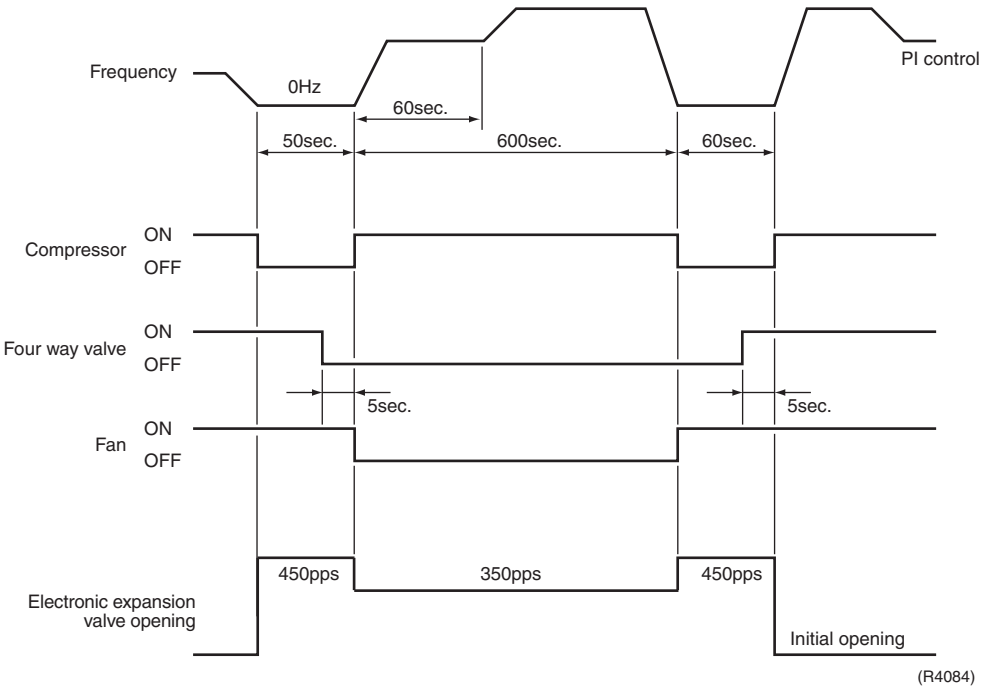 PI control
Frequency
0Hz
60sec.
50sec.
600sec.
60sec.
ON
Compressor
OFF
ON
Four way valve
OFF
5sec.
5sec.
ON
Fan
OFF
450pps
350pps
450pps
Electronic expansion
valve opening
Initial opening
(R4084)